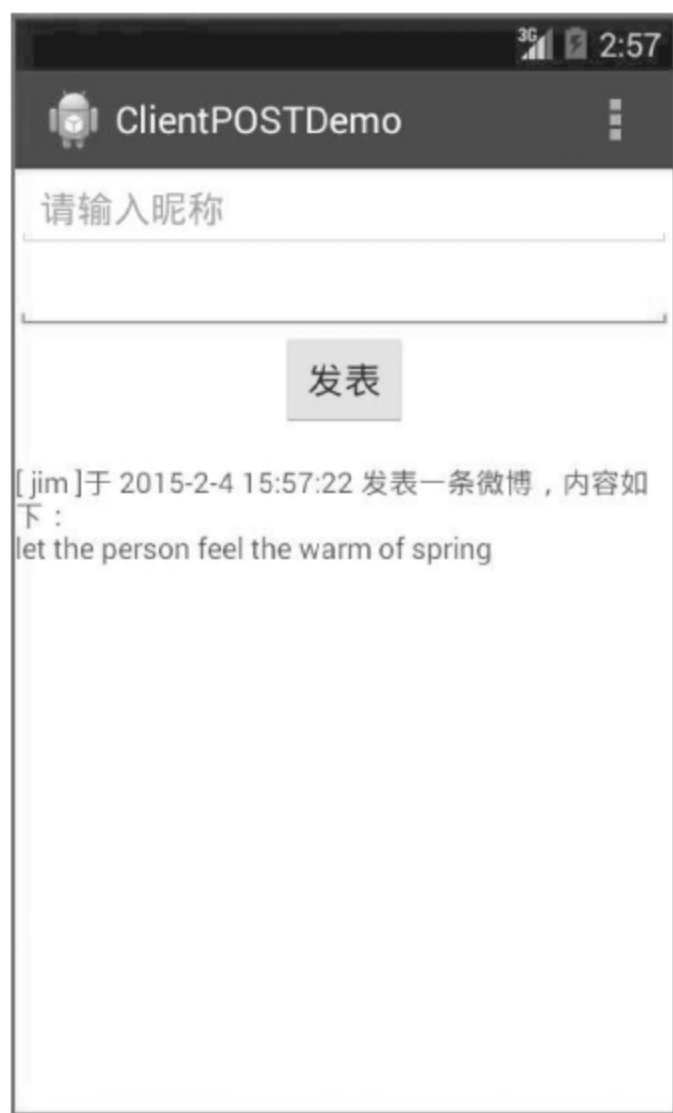 3G 2:57
ClientPOSTDemo
请输入昵称
发表
[ jim ]于 2015-2-4 15:57:22 发表一条微博，内容如
下：
let the person feel the warm of spring